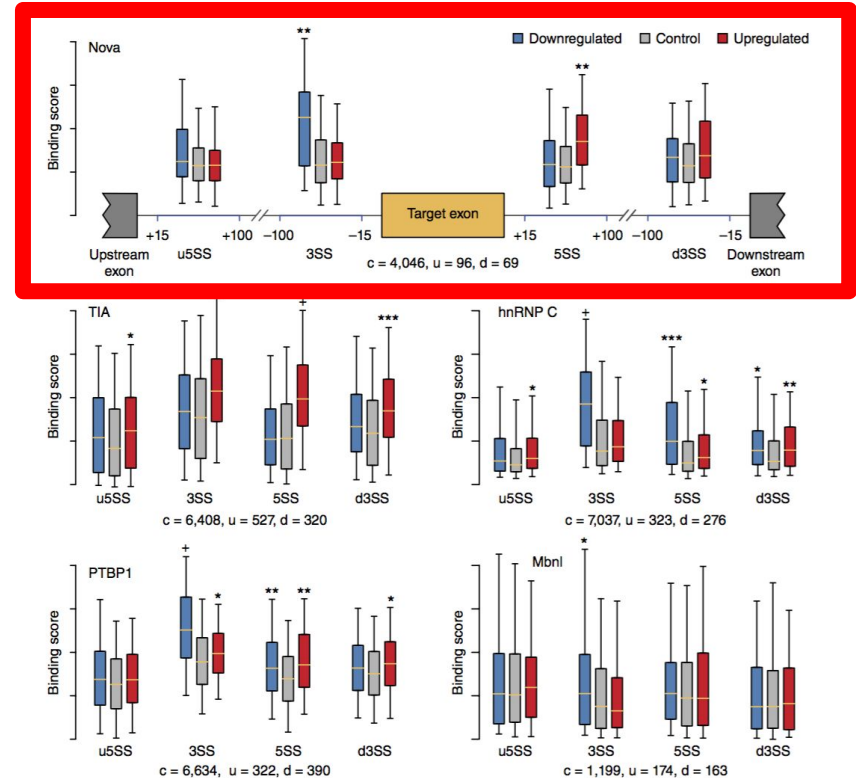 Nova
Downregulated Control Upregulated
** **
Binding score
Target exon
+15 +100 −100 −15 +15 +100 −100 −15
Upstream exon
u5SS 3SS 5SS d3SS
Downstream exon
c = 4,046, u = 96, d = 69
TIA
* + ***
Binding score
u5SS 3SS 5SS d3SS
c = 6,408, u = 527, d = 320
hnRNP C
* + *** * * **
Binding score
u5SS 3SS 5SS d3SS
c = 7,037, u = 323, d = 276
PTBP1
+ * ** ** *
Binding score
u5SS 3SS 5SS d3SS
c = 6,634, u = 322, d = 390
Mbnl
*
Binding score
u5SS 3SS 5SS d3SS
c = 1,199, u = 174, d = 163